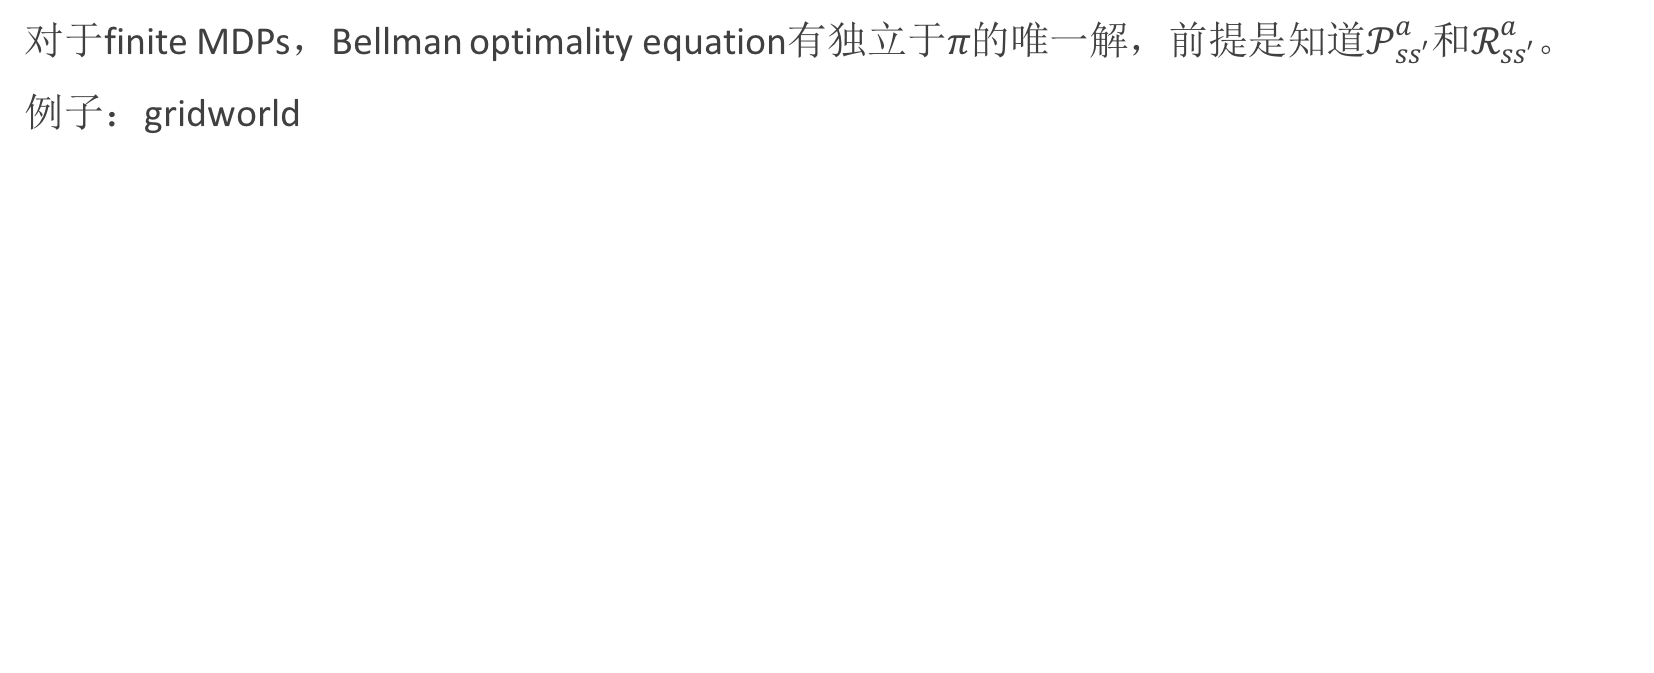 对于finite MDPs，Bellman optimality equation有独立于π的唯一解，前提是知道𝒫ᵃₛₛ′和ℛᵃₛₛ′。
例子：gridworld